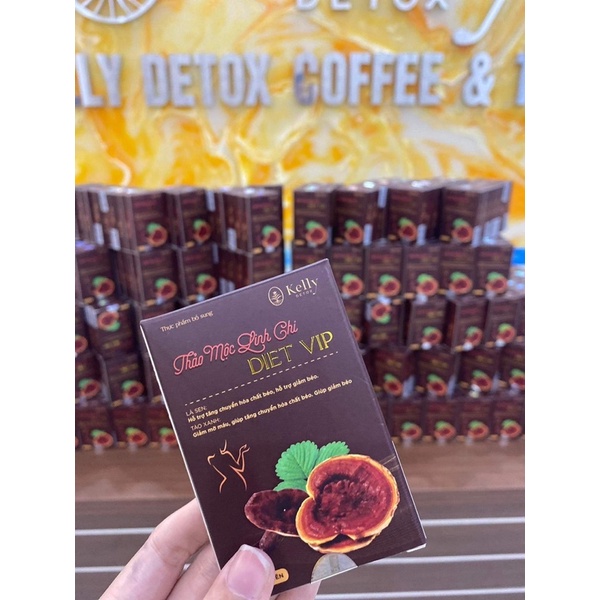 DETOX
LLY DETOX COFFEE &
Kelly
DETOX
Thực phẩm bổ sung
Thảo Mộc Linh Chi
DIET VIP
LÁ SEN:
Hỗ trợ tăng chuyển hóa chất béo, hỗ trợ giảm béo.
TÁO XANH:
Giảm mỡ máu, giúp tăng chuyển hóa chất béo. Giúp giảm béo